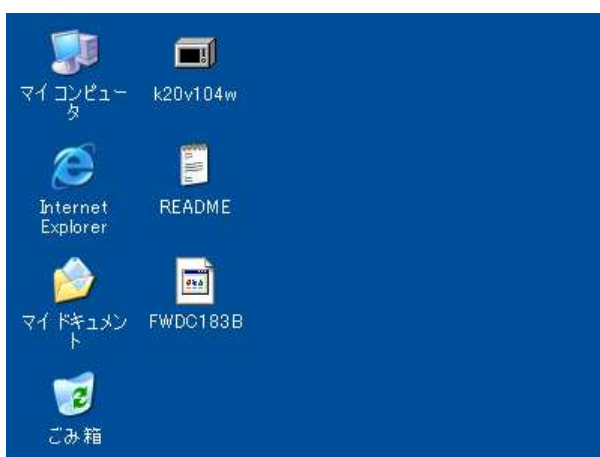 マイ コンピュー
タ
k20v104w
Internet
Explorer
README
マイ ドキュメン
ト
FWDC183B
ごみ箱